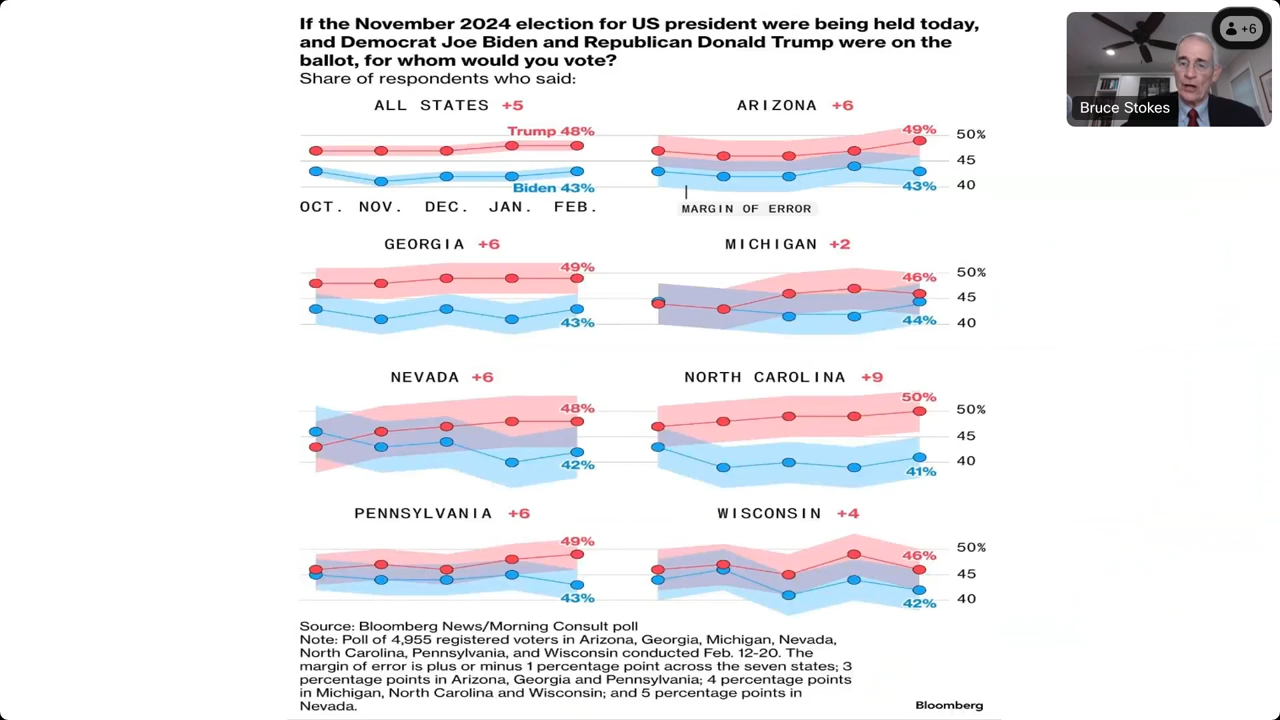 If the November 2024 election for US president were being held today,
and Democrat Joe Biden and Republican Donald Trump were on the
ballot, for whom would you vote?
Share of respondents who said:
+6
Bruce Stokes
ALL STATES +5
ARIZONA +6
Trump 48%
49%
50%
45
Biden 43%
43%
40
OCT. NOV. DEC. JAN. FEB.
MARGIN OF ERROR
GEORGIA +6
MICHIGAN +2
49%
46%
50%
45
43%
44%
40
NEVADA +6
NORTH CAROLINA +9
48%
50%
50%
45
42%
41%
40
PENNSYLVANIA +6
WISCONSIN +4
49%
46%
50%
45
43%
42%
40
Source: Bloomberg News/Morning Consult poll
Note: Poll of 4,955 registered voters in Arizona, Georgia, Michigan, Nevada,
North Carolina, Pennsylvania, and Wisconsin conducted Feb. 12-20. The
margin of error is plus or minus 1 percentage point across the seven states; 3
percentage points in Arizona, Georgia and Pennsylvania; 4 percentage points
in Michigan, North Carolina and Wisconsin; and 5 percentage points in
Nevada.
Bloomberg